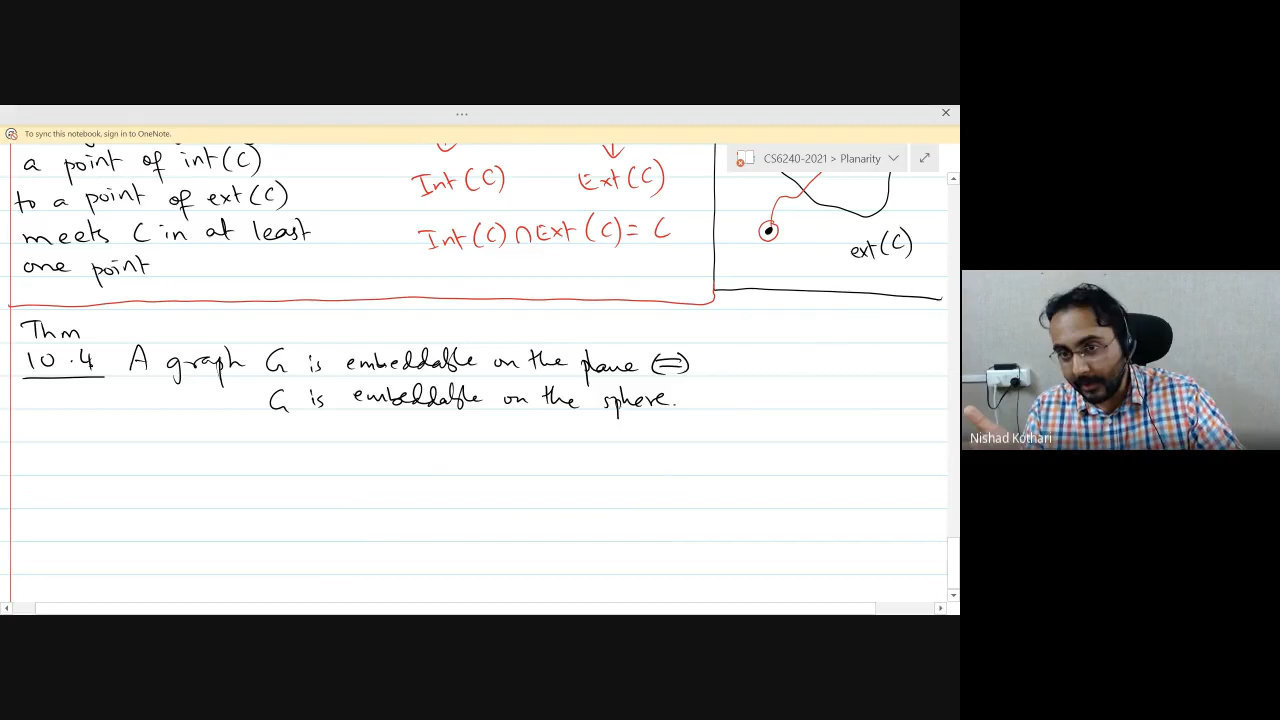 ...
To sync this notebook, sign in to OneNote.
CS6240-2021 > Planarity
a point of int(C)
to a point of ext(C)
meets C in at least
one point
Int(C) Ext(C)
Int(C) ∩ Ext(C) = C
ext(C)
Thm
10.4 A graph G is embeddable on the plane ⇔
G is embeddable on the sphere.
Nishad Kothari